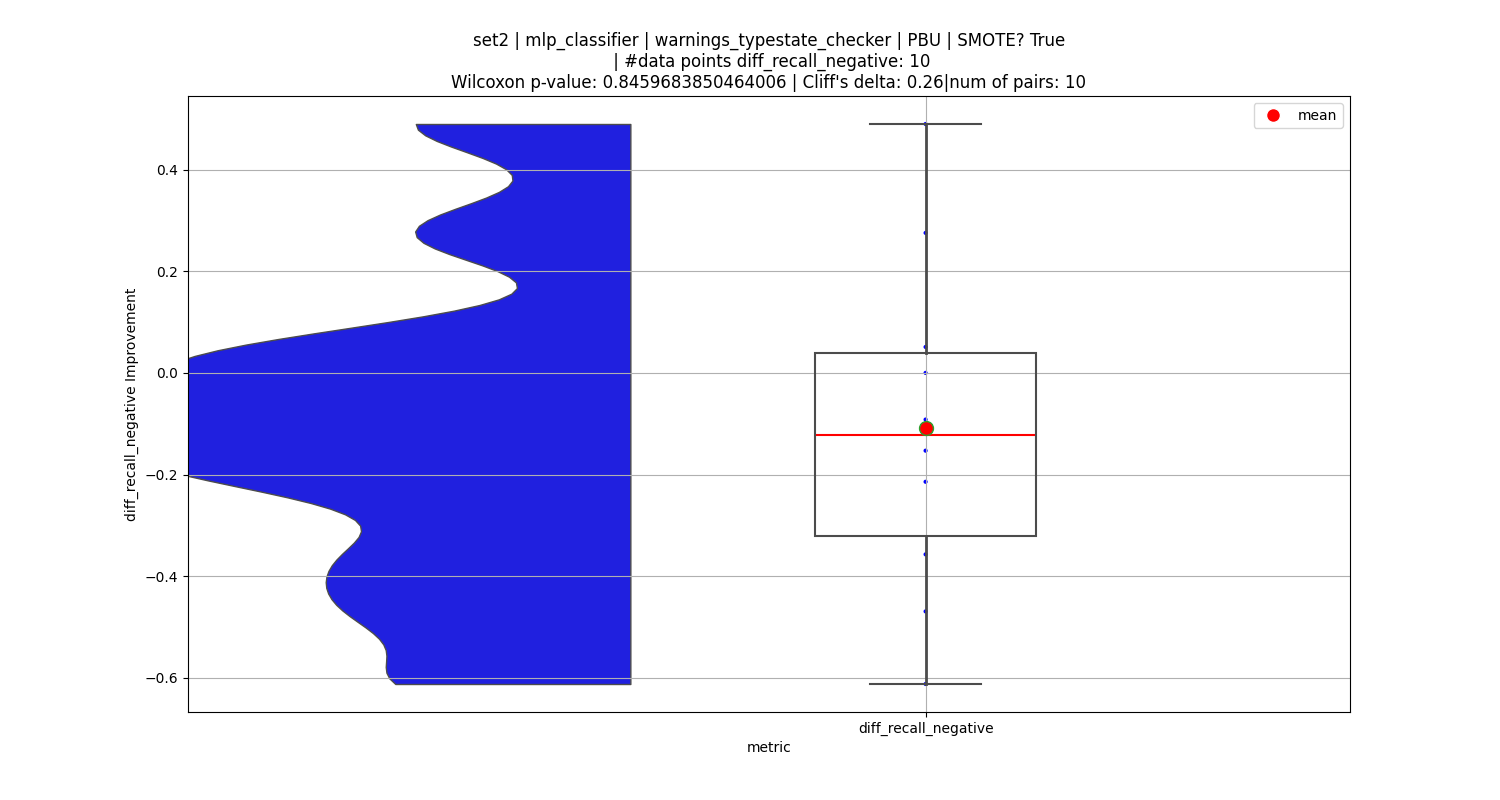 set2 | mlp_classifier | warnings_typestate_checker | PBU | SMOTE? True
| #data points diff_recall_negative: 10
Wilcoxon p-value: 0.8459683850464006 | Cliff's delta: 0.26|num of pairs: 10
mean
0.4
0.2
0.0
−0.2
−0.4
−0.6
diff_recall_negative Improvement
diff_recall_negative
metric